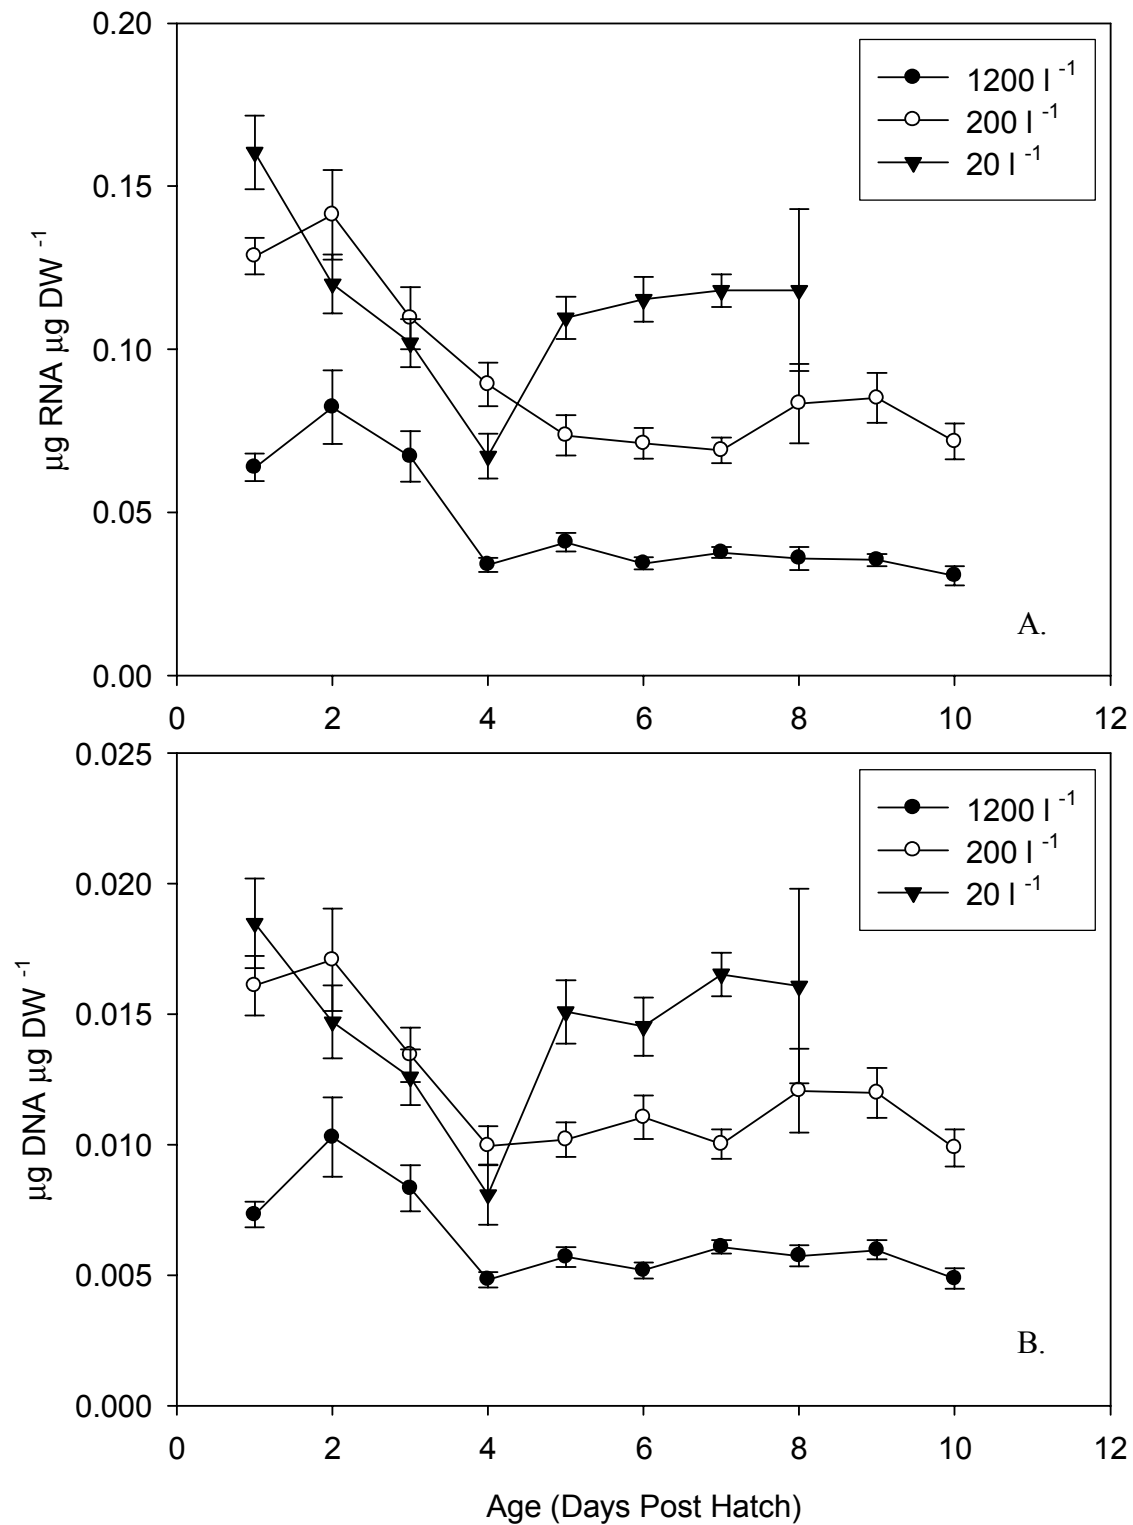 0.20
0.15
0.10
0.05
0.00
µg RNA µg DW -1
1200 l -1
200 l -1
20 l -1
A.
0 2 4 6 8 10 12
0.025
0.020
0.015
0.010
0.005
0.000
µg DNA µg DW -1
1200 l -1
200 l -1
20 l -1
B.
0 2 4 6 8 10 12
Age (Days Post Hatch)